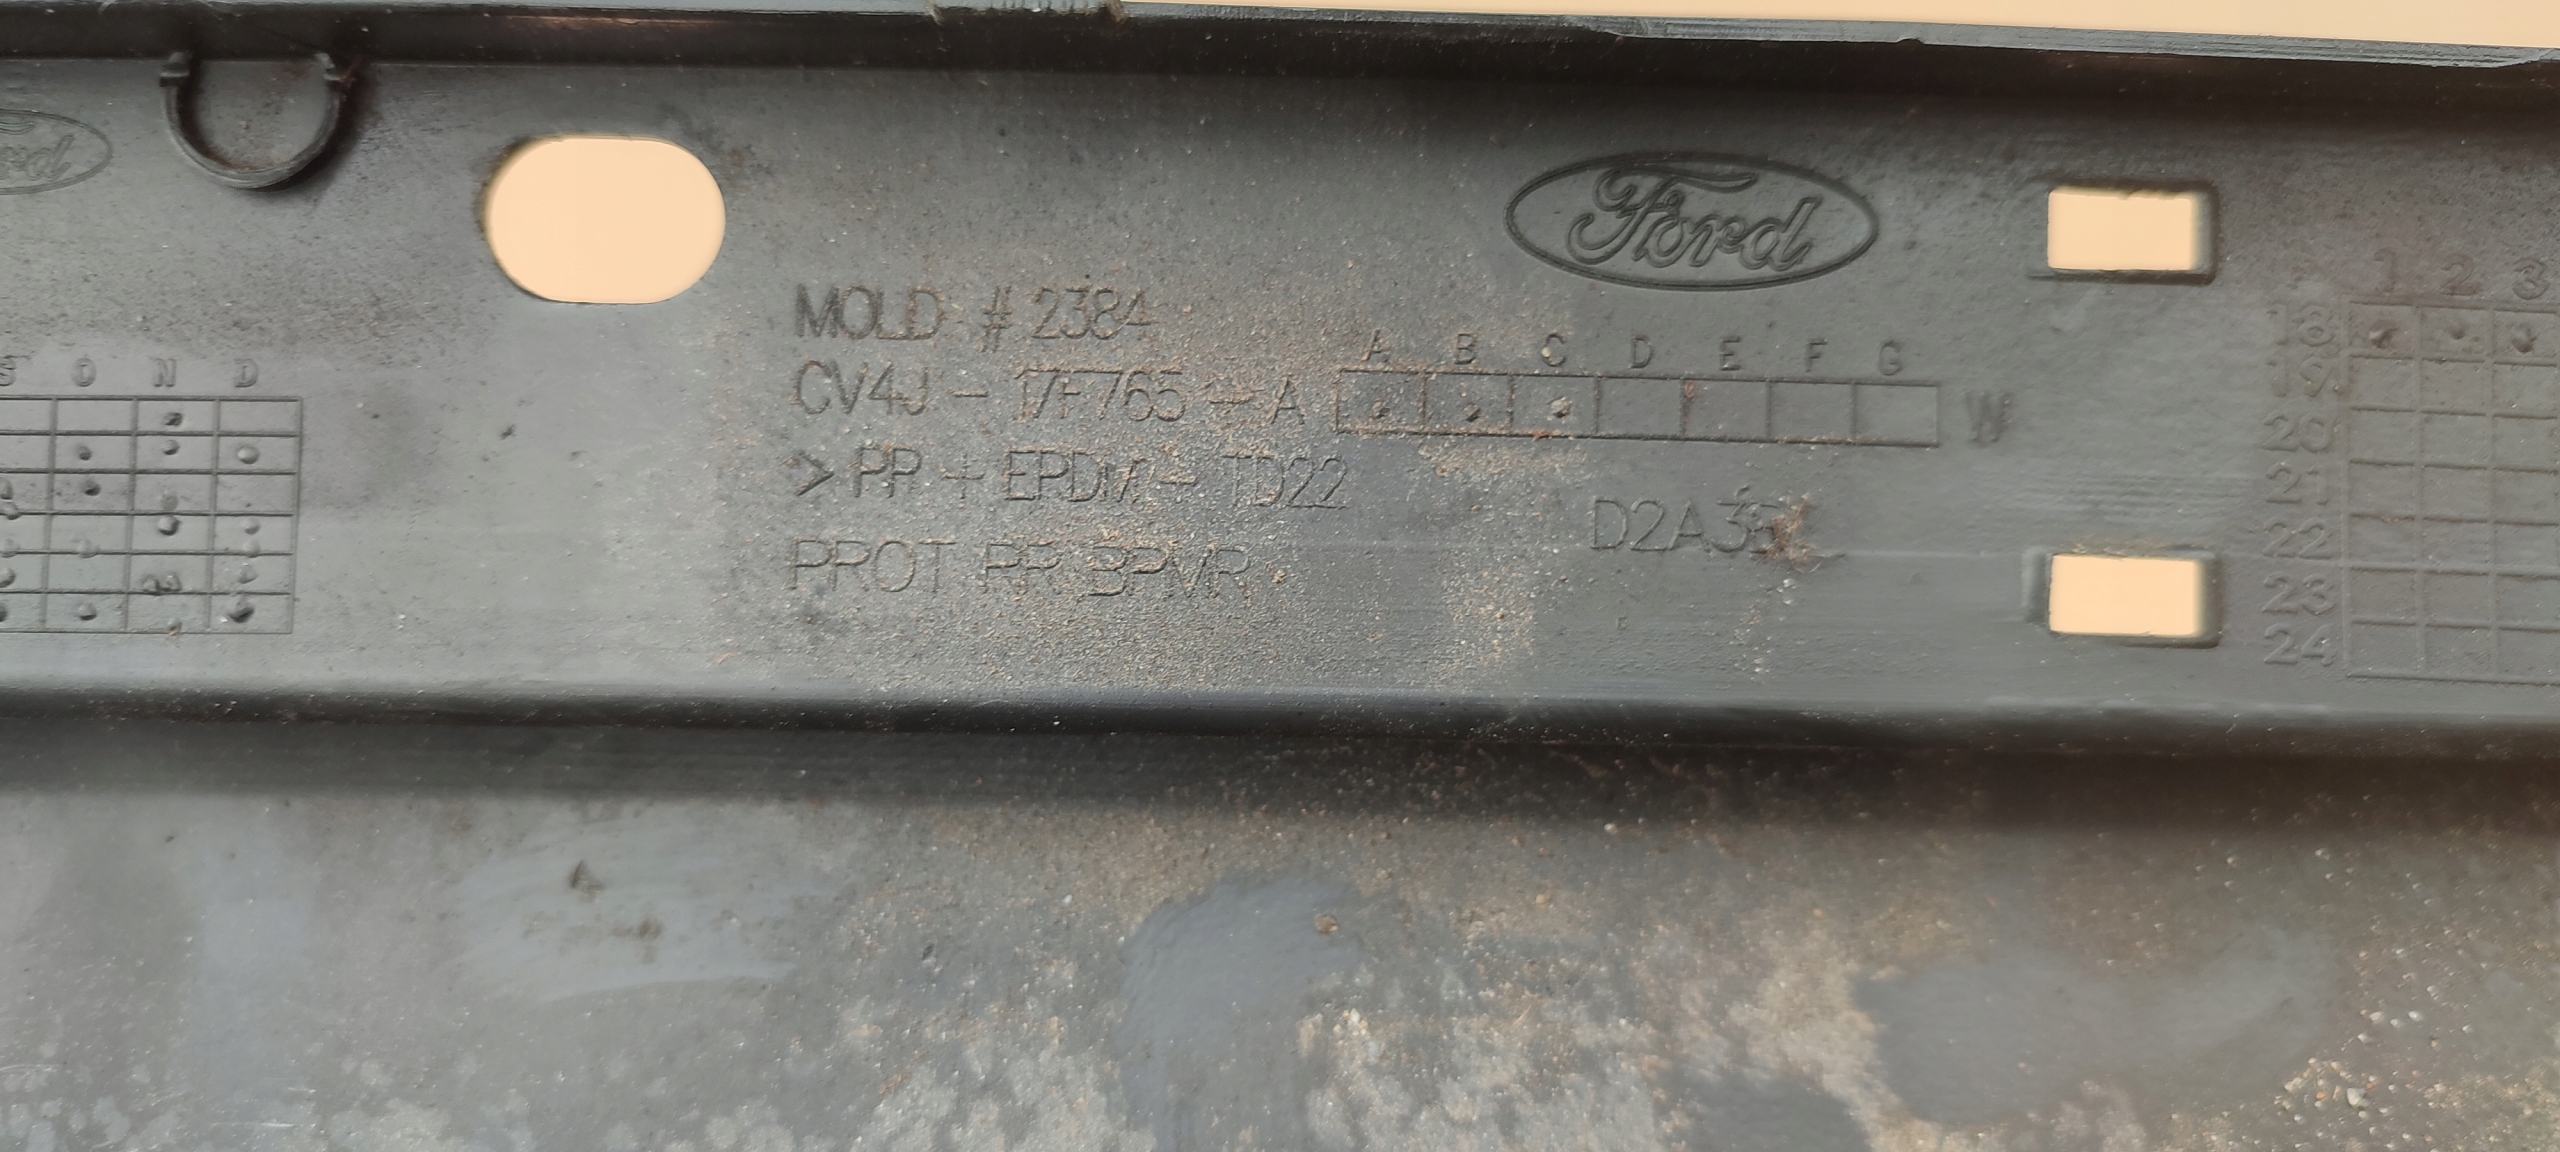 Ford
MOLD # 2384
A B C D E F G
CV4J - 17F765 - A W
> PP + EPDM - TD22
PROT PR BPVR
S O N D
1 2 3
18
19
20
21
22
23
24